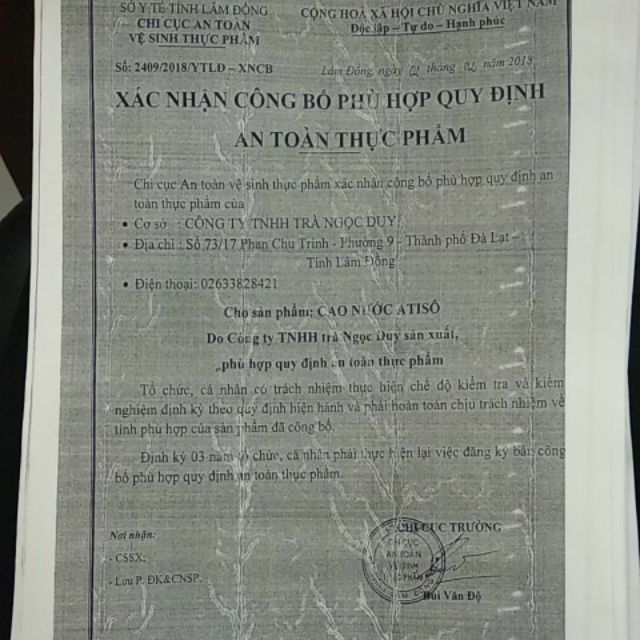 SỞ Y TẾ TỈNH LÂM ĐỒNG
CHI CỤC AN TOÀN
VỆ SINH THỰC PHẨM
CỘNG HOÀ XÃ HỘI CHỦ NGHĨA VIỆT NAM
Độc lập – Tự do – Hạnh phúc
Số: 2409/2018/YTLĐ – XNCB
Lâm Đồng, ngày tháng năm 2018
XÁC NHẬN CÔNG BỐ PHÙ HỢP QUY ĐỊNH
AN TOÀN THỰC PHẨM
Chi cục An toàn vệ sinh thực phẩm xác nhận công bố phù hợp quy định an
toàn thực phẩm của
• Cơ sở : CÔNG TY TNHH TRÀ NGỌC DUY
• Địa chỉ : Số 73/17 Phan Chu Trinh - Phường 9 - Thành phố Đà Lạt –
Tỉnh Lâm Đồng
• Điện thoại: 02633828421
Cho sản phẩm: CAO NƯỚC ATISÔ
Do Công ty TNHH trà Ngọc Duy sản xuất,
phù hợp quy định an toàn thực phẩm
Tổ chức, cá nhân có trách nhiệm thực hiện chế độ kiểm tra và kiểm
nghiệm định kỳ theo quy định hiện hành và phải hoàn toàn chịu trách nhiệm về
tính phù hợp của sản phẩm đã công bố.
Định kỳ 03 năm tổ chức, cá nhân phải thực hiện lại việc đăng ký bản công
bố phù hợp quy định an toàn thực phẩm.
Nơi nhận:
- CSSX;
- Lưu P. ĐK&CNSP.
CHI CỤC TRƯỞNG
CHI CỤC
AN TOÀN
VỆ SINH
THỰC PHẨM
Bùi Văn Độ